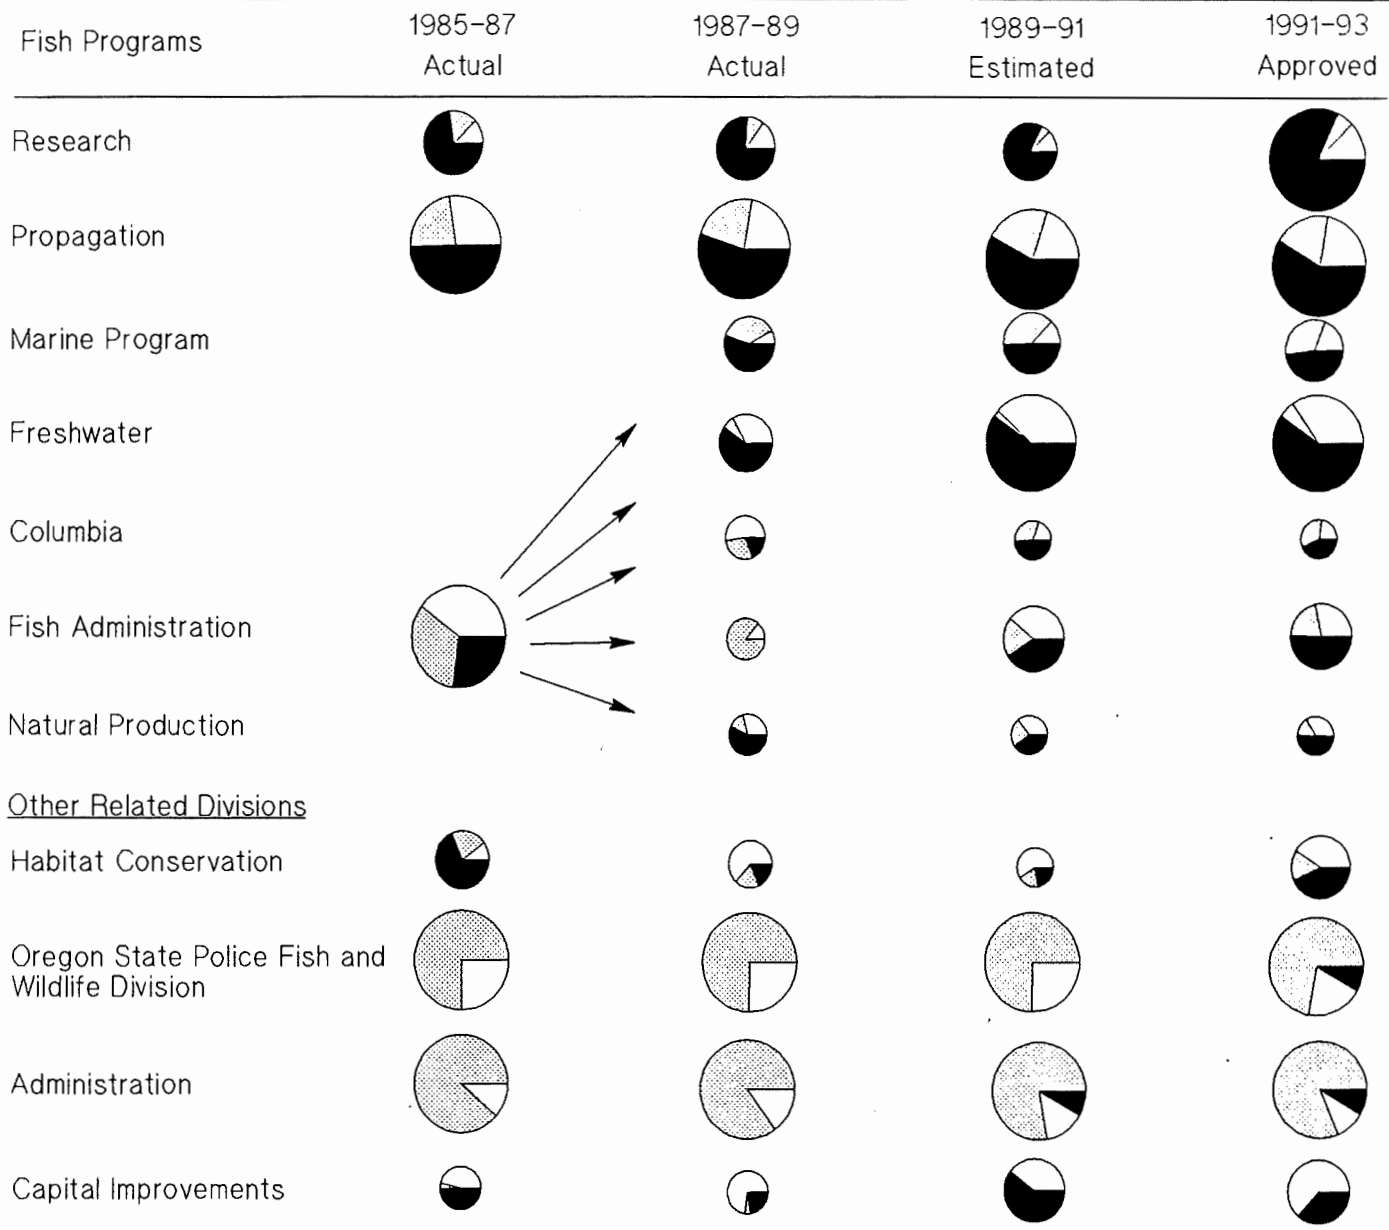 Fish Programs
1985-87
Actual
1987-89
Actual
1989-91
Estimated
1991-93
Approved
Research
Propagation
Marine Program
Freshwater
Columbia
Fish Administration
Natural Production
Other Related Divisions
Habitat Conservation
Oregon State Police Fish and
Wildlife Division
Administration
Capital Improvements